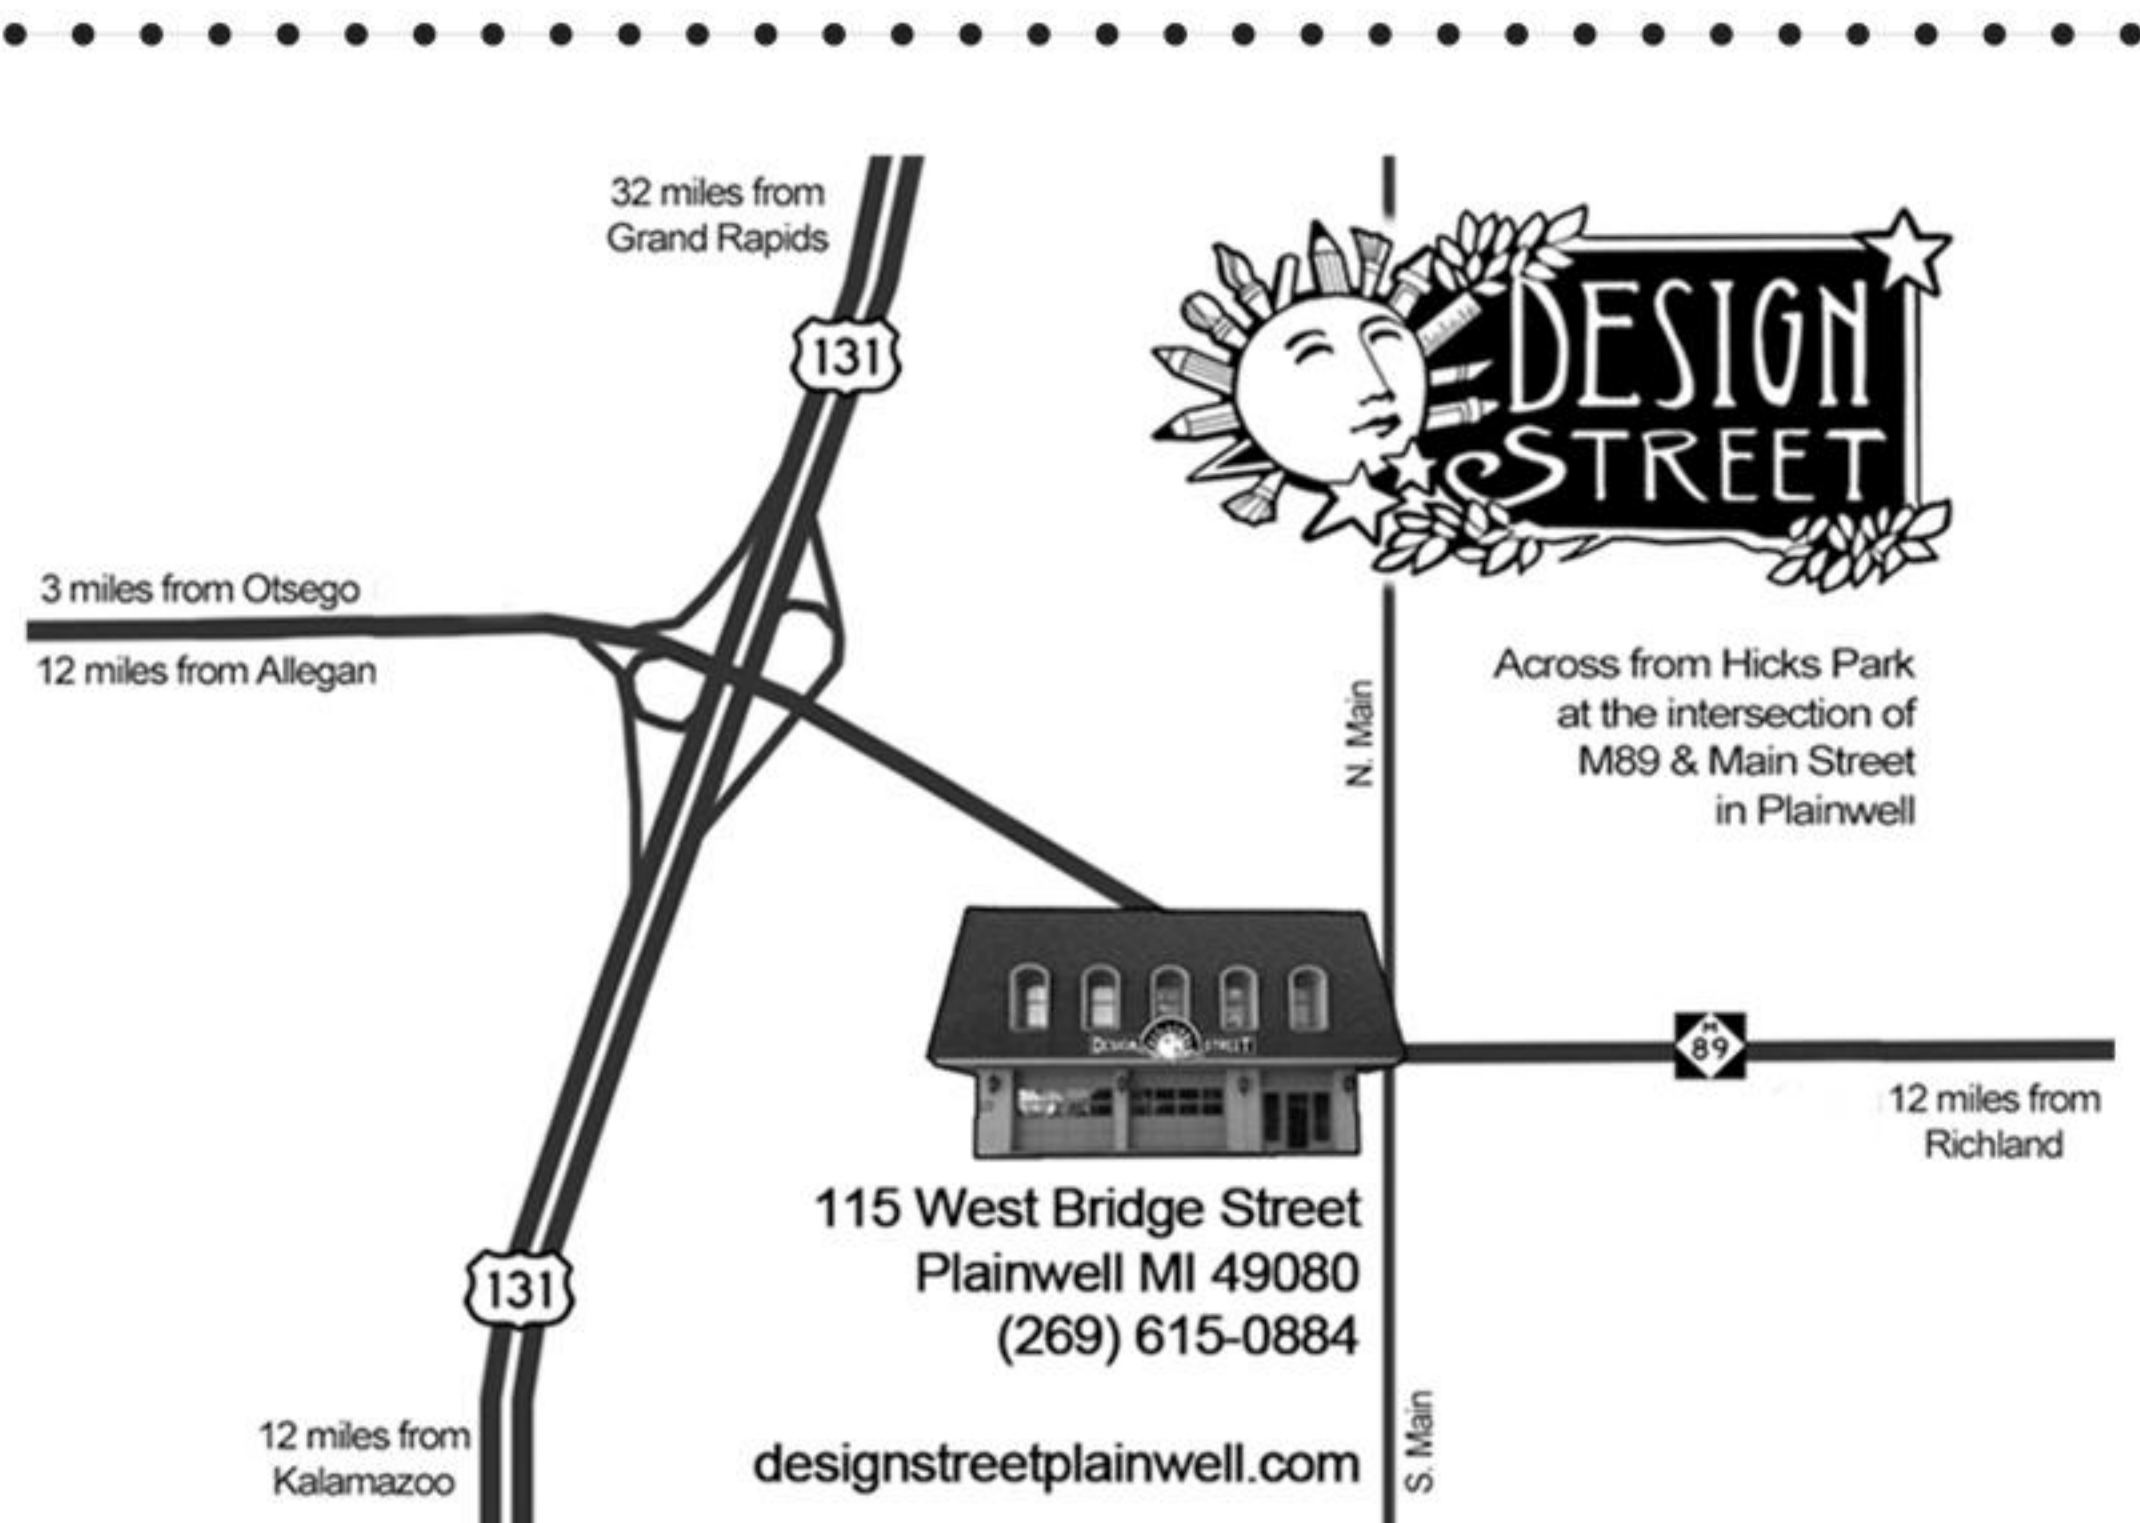 32 miles from
Grand Rapids
131
DESIGN
STREET
3 miles from Otsego
12 miles from Allegan
Across from Hicks Park
at the intersection of
M89 & Main Street
in Plainwell
N. Main
DESIGN STREET
M
89
12 miles from
Richland
115 West Bridge Street
Plainwell MI 49080
(269) 615-0884
131
12 miles from
Kalamazoo
designstreetplainwell.com
S. Main